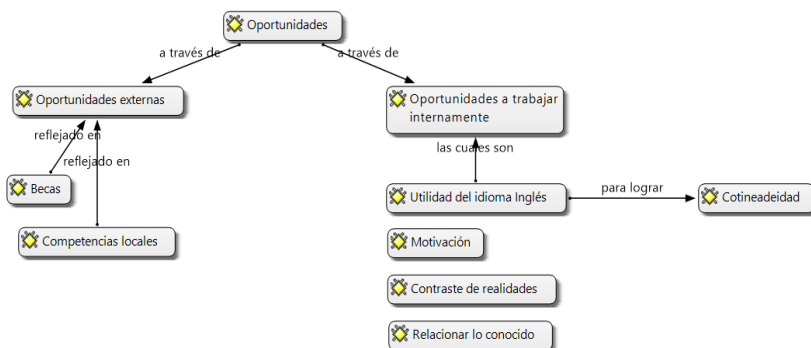 Oportunidades
a través de
a través de
Oportunidades externas
Oportunidades a trabajar
internamente
reflejado en
las cuales son
reflejado en
Becas
Utilidad del idioma Inglés
para lograr
Cotineadeidad
Competencias locales
Motivación
Contraste de realidades
Relacionar lo conocido